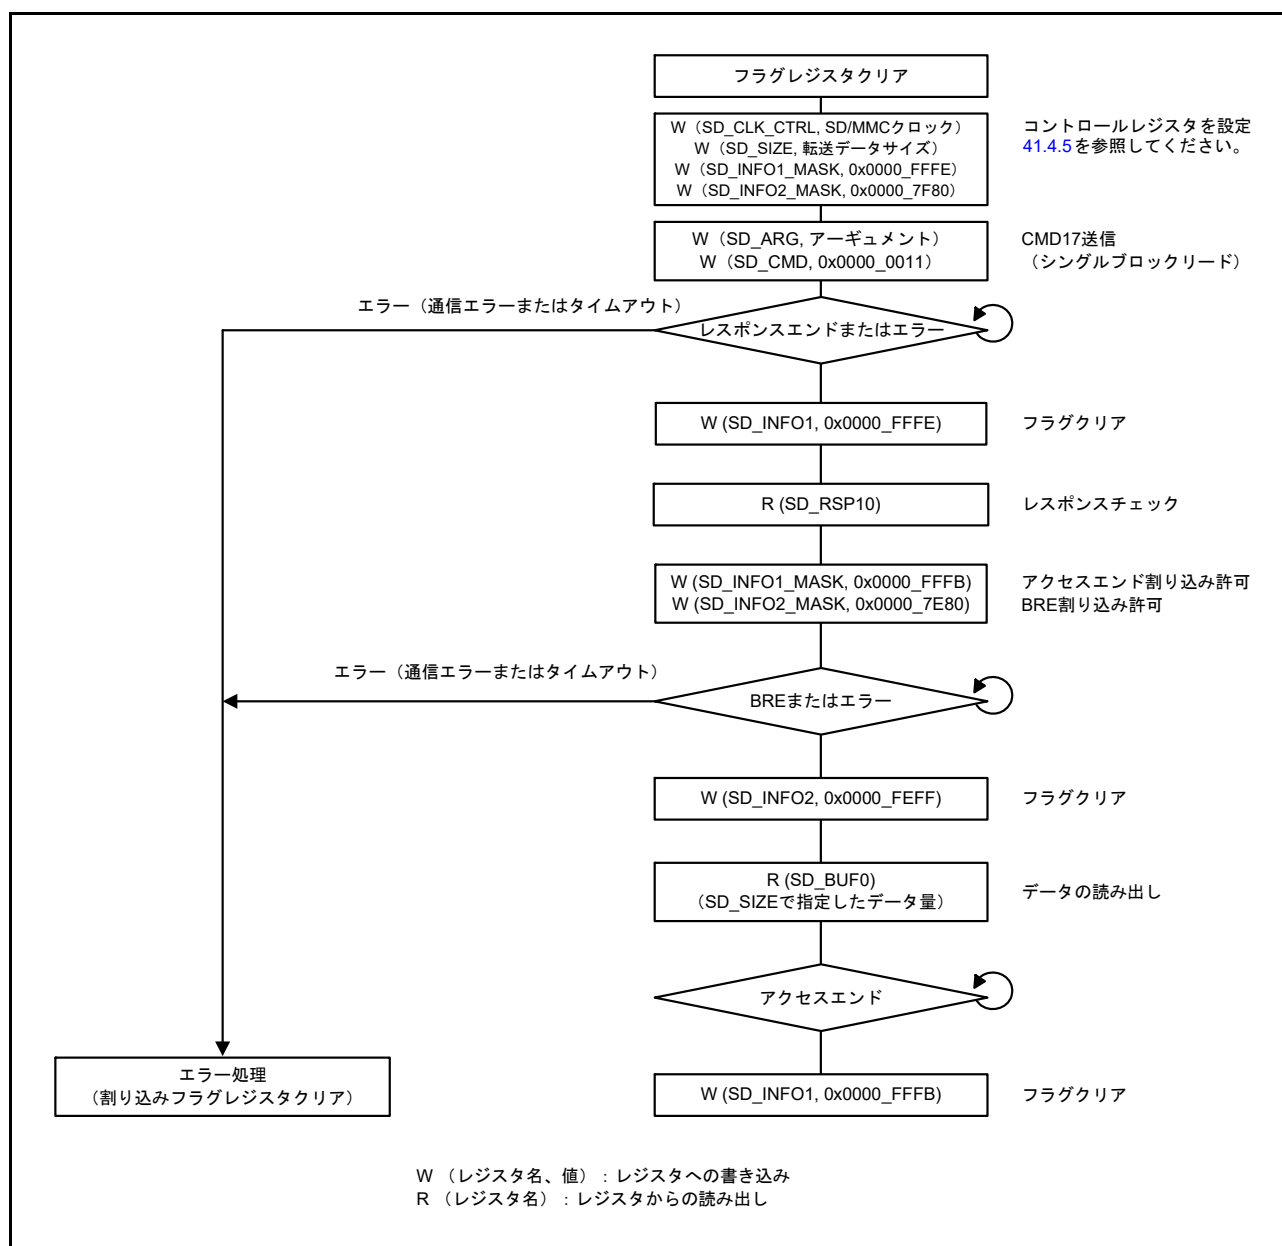 フラグレジスタクリア
W（SD_CLK_CTRL, SD/MMCクロック）
W（SD_SIZE, 転送データサイズ）
W（SD_INFO1_MASK, 0x0000_FFFE）
W（SD_INFO2_MASK, 0x0000_7F80）
コントロールレジスタを設定
41.4.5を参照してください。
W（SD_ARG, アーギュメント）
W（SD_CMD, 0x0000_0011）
CMD17送信
（シングルブロックリード）
エラー（通信エラーまたはタイムアウト）
レスポンスエンドまたはエラー
W (SD_INFO1, 0x0000_FFFE)
フラグクリア
R (SD_RSP10)
レスポンスチェック
W (SD_INFO1_MASK, 0x0000_FFFB)
W (SD_INFO2_MASK, 0x0000_7E80)
アクセスエンド割り込み許可
BRE割り込み許可
エラー（通信エラーまたはタイムアウト）
BREまたはエラー
W (SD_INFO2, 0x0000_FEFF)
フラグクリア
R (SD_BUF0)
（SD_SIZEで指定したデータ量）
データの読み出し
アクセスエンド
エラー処理
（割り込みフラグレジスタクリア）
W (SD_INFO1, 0x0000_FFFB)
フラグクリア
W （レジスタ名、値）：レジスタへの書き込み
R （レジスタ名）：レジスタからの読み出し